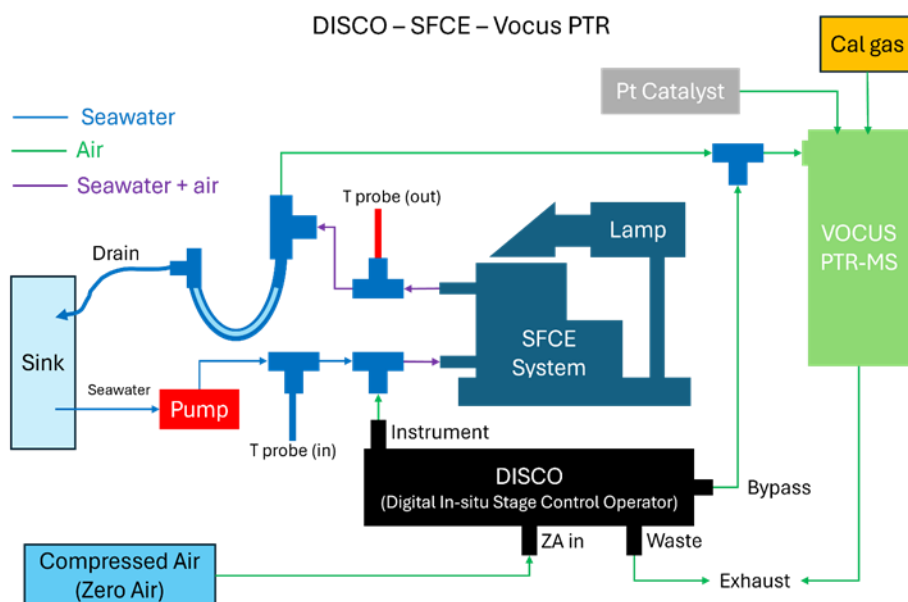 DISCO – SFCE – Vocus PTR
Cal gas
Pt Catalyst
Seawater
Air
Seawater + air
T probe (out)
Lamp
VOCUS
PTR-MS
Drain
SFCE
System
Sink
Seawater
Pump
T probe (in)
Instrument
DISCO
(Digital In-situ Stage Control Operator)
Bypass
ZA in
Waste
Compressed Air
(Zero Air)
Exhaust